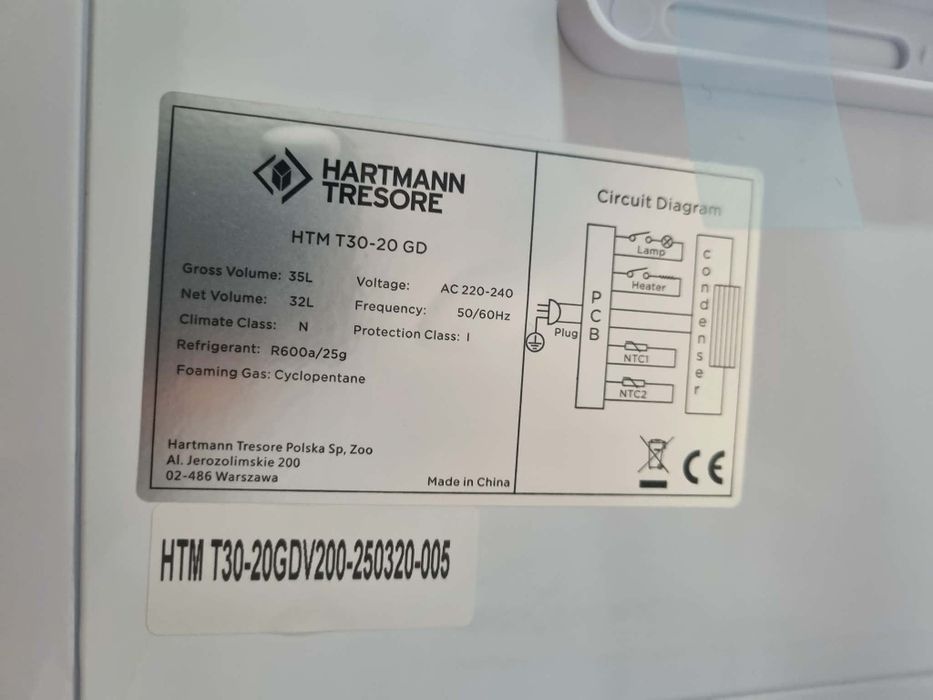 HARTMANN
TRESORE
HTM T30-20 GD
Gross Volume: 35L
Net Volume: 32L
Climate Class: N
Refrigerant: R600a/25g
Foaming Gas: Cyclopentane
Voltage: AC 220-240
Frequency: 50/60Hz
Protection Class: I
Hartmann Tresore Polska Sp, Zoo
Al. Jerozolimskie 200
02-486 Warszawa
Made in China
Circuit Diagram
Lamp
Heater
Plug
PCB
NTC1
NTC2
condenser
CE
HTM T30-20GDV200-250320-005